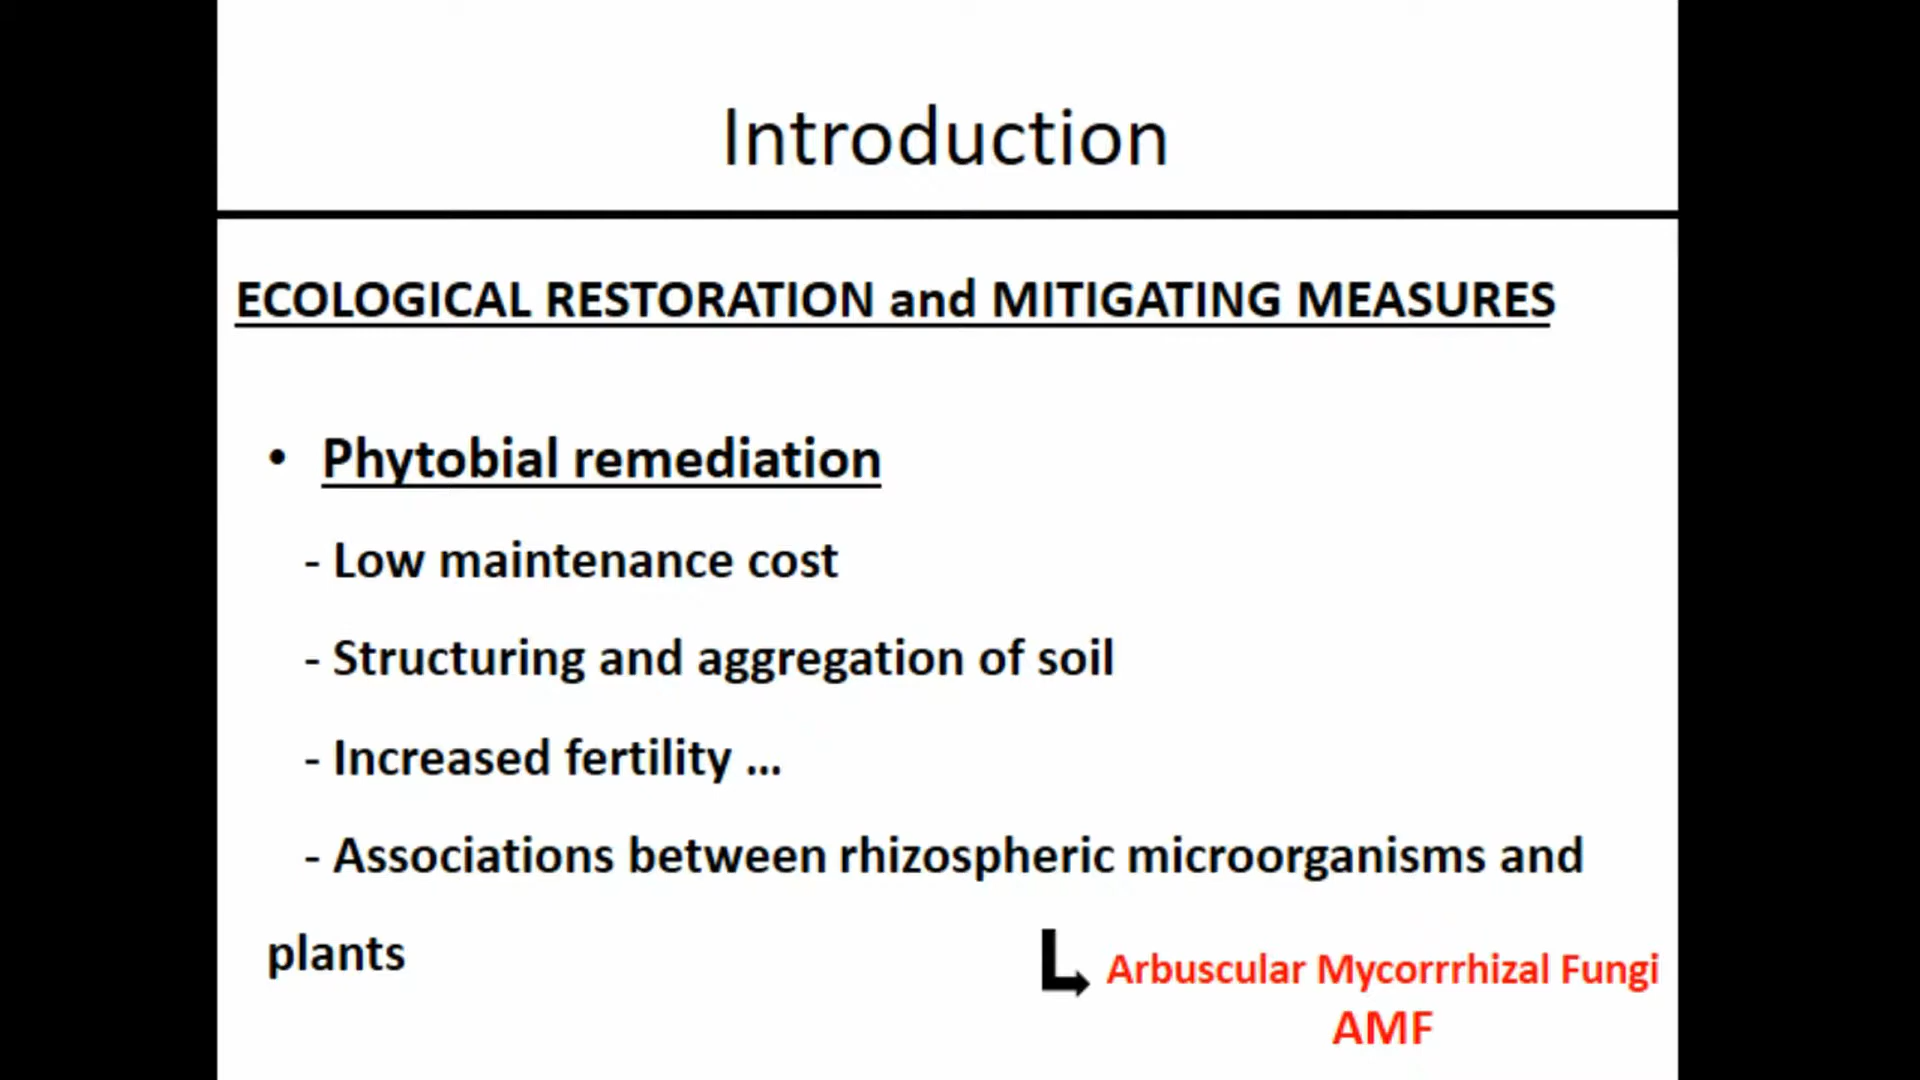 Introduction
ECOLOGICAL RESTORATION and MITIGATING MEASURES
• Phytobial remediation
- Low maintenance cost
- Structuring and aggregation of soil
- Increased fertility ...
- Associations between rhizospheric microorganisms and
plants
Arbuscular Mycorrrhizal Fungi
AMF